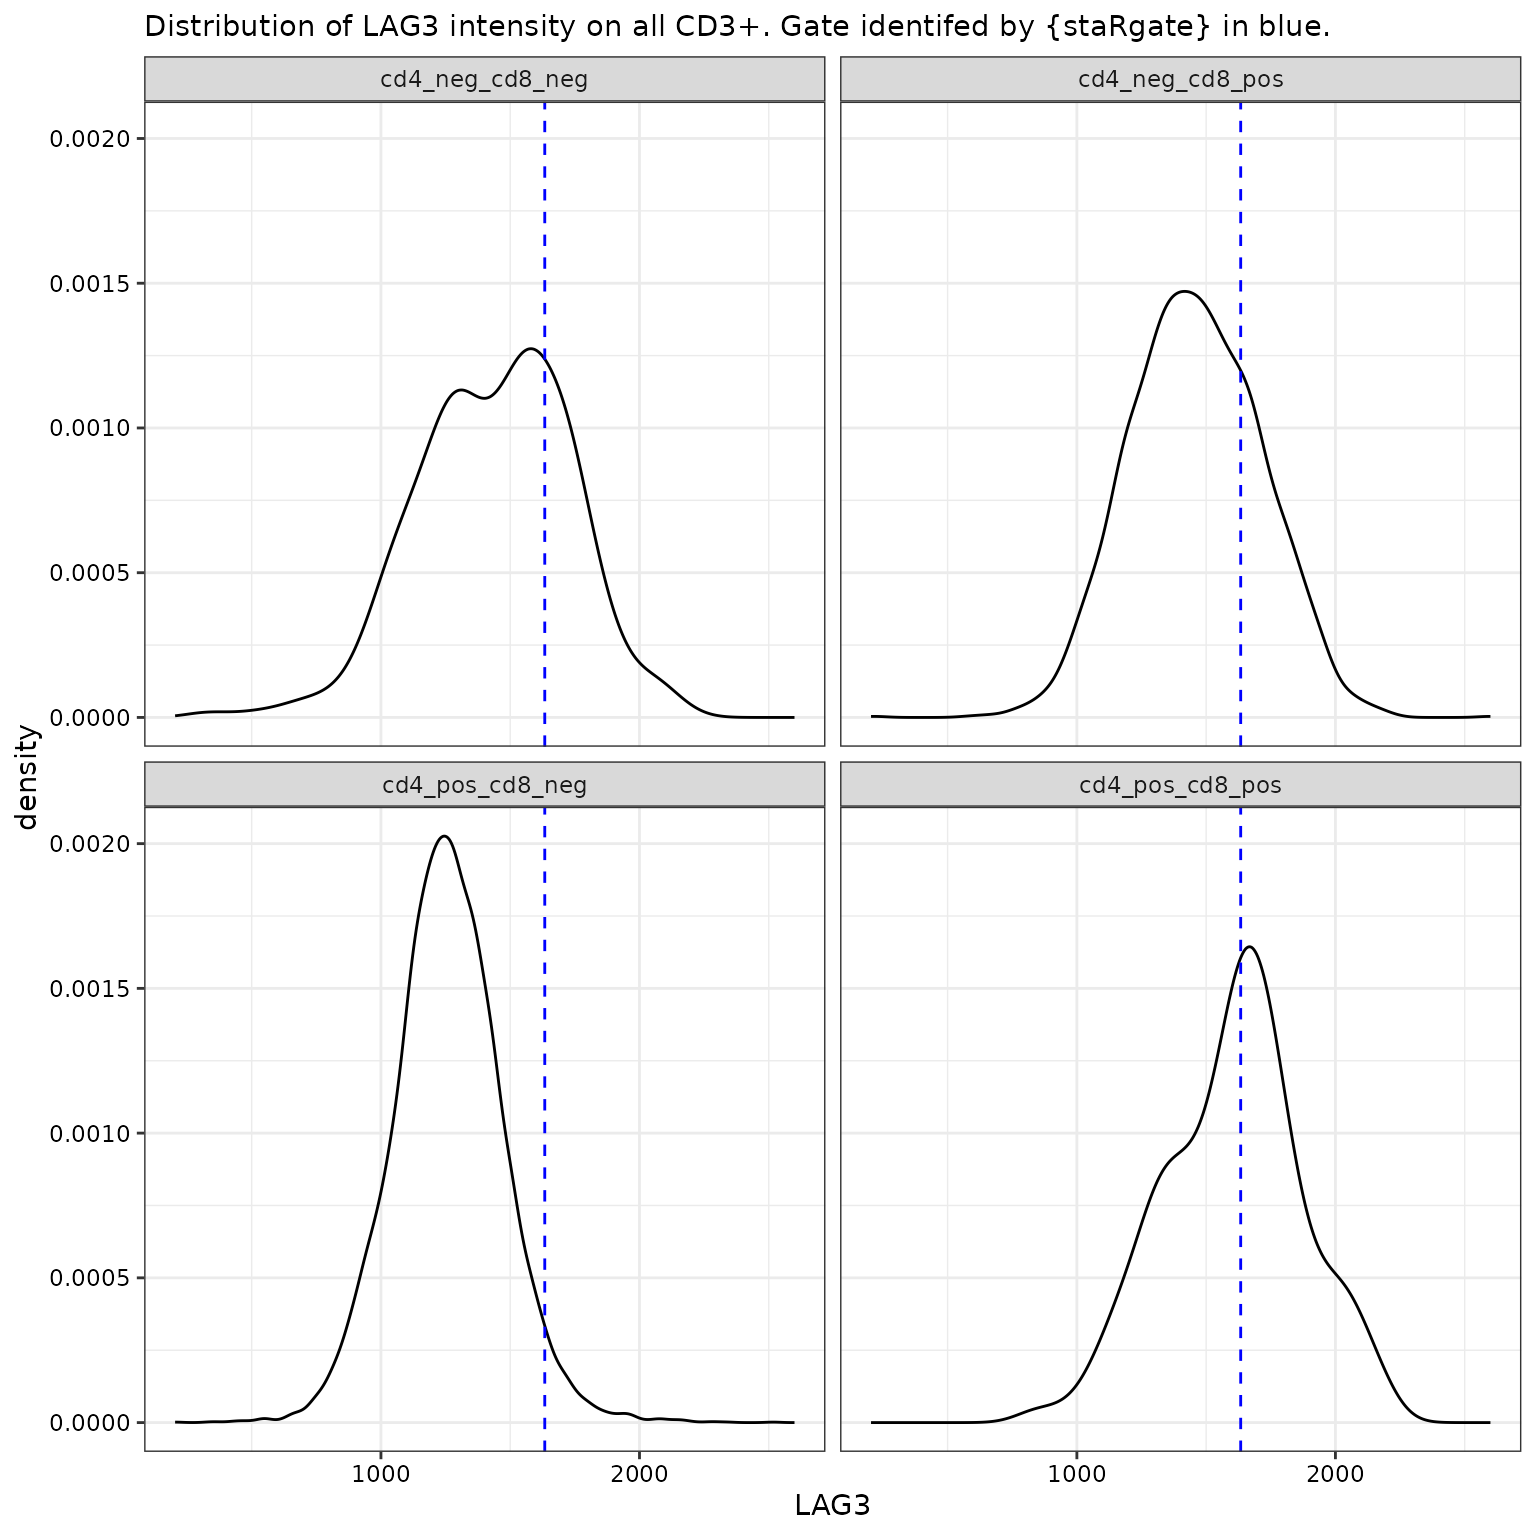 Distribution of LAG3 intensity on all CD3+. Gate identifed by {staRgate} in blue.
cd4_neg_cd8_neg
cd4_neg_cd8_pos
0.0020
0.0015
0.0010
0.0005
0.0000
density
cd4_pos_cd8_neg
cd4_pos_cd8_pos
0.0020
0.0015
0.0010
0.0005
0.0000
1000 2000 1000 2000
LAG3